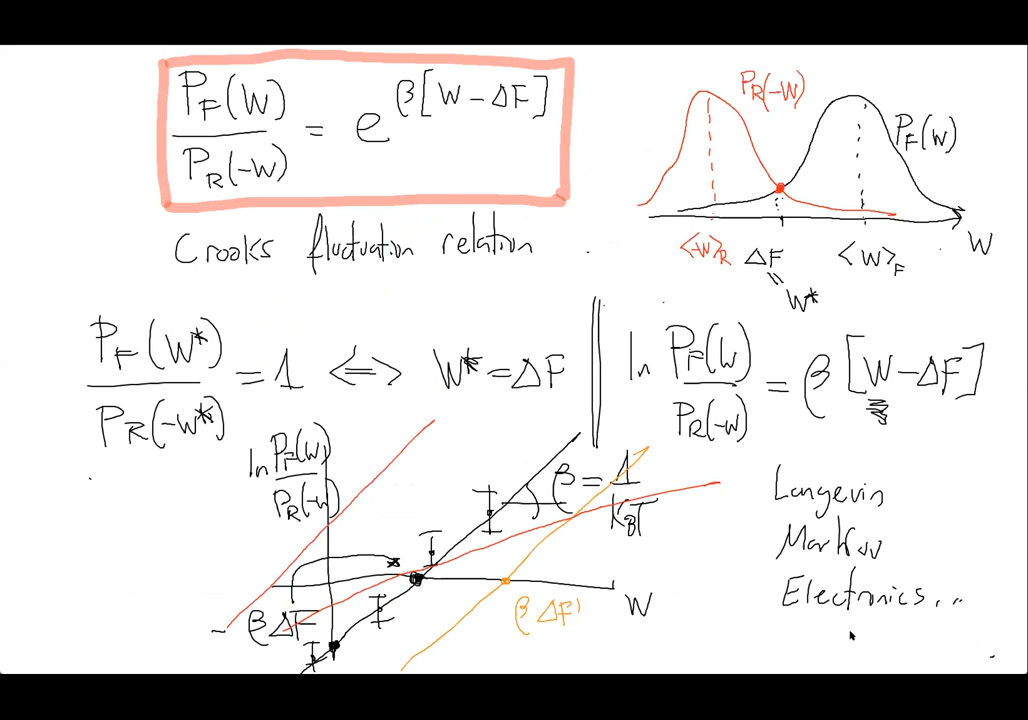 P_F(W)
P_R(-W)
= e^β[W-ΔF]
Crooks fluctuation relation
P_R(-W)
P_F(W)
<-W>_R
ΔF
<W>_F
W
=
W*
P_F(W*)
P_R(-W*)
= 1 <=> W* = ΔF
ln P_F(W)
P_R(-W)
= β[W-ΔF]
ln P_F(W)
P_R(-W)
β = 1
K_BT
W
-βΔF
βΔF'
Langevin
Markov
Electronics...